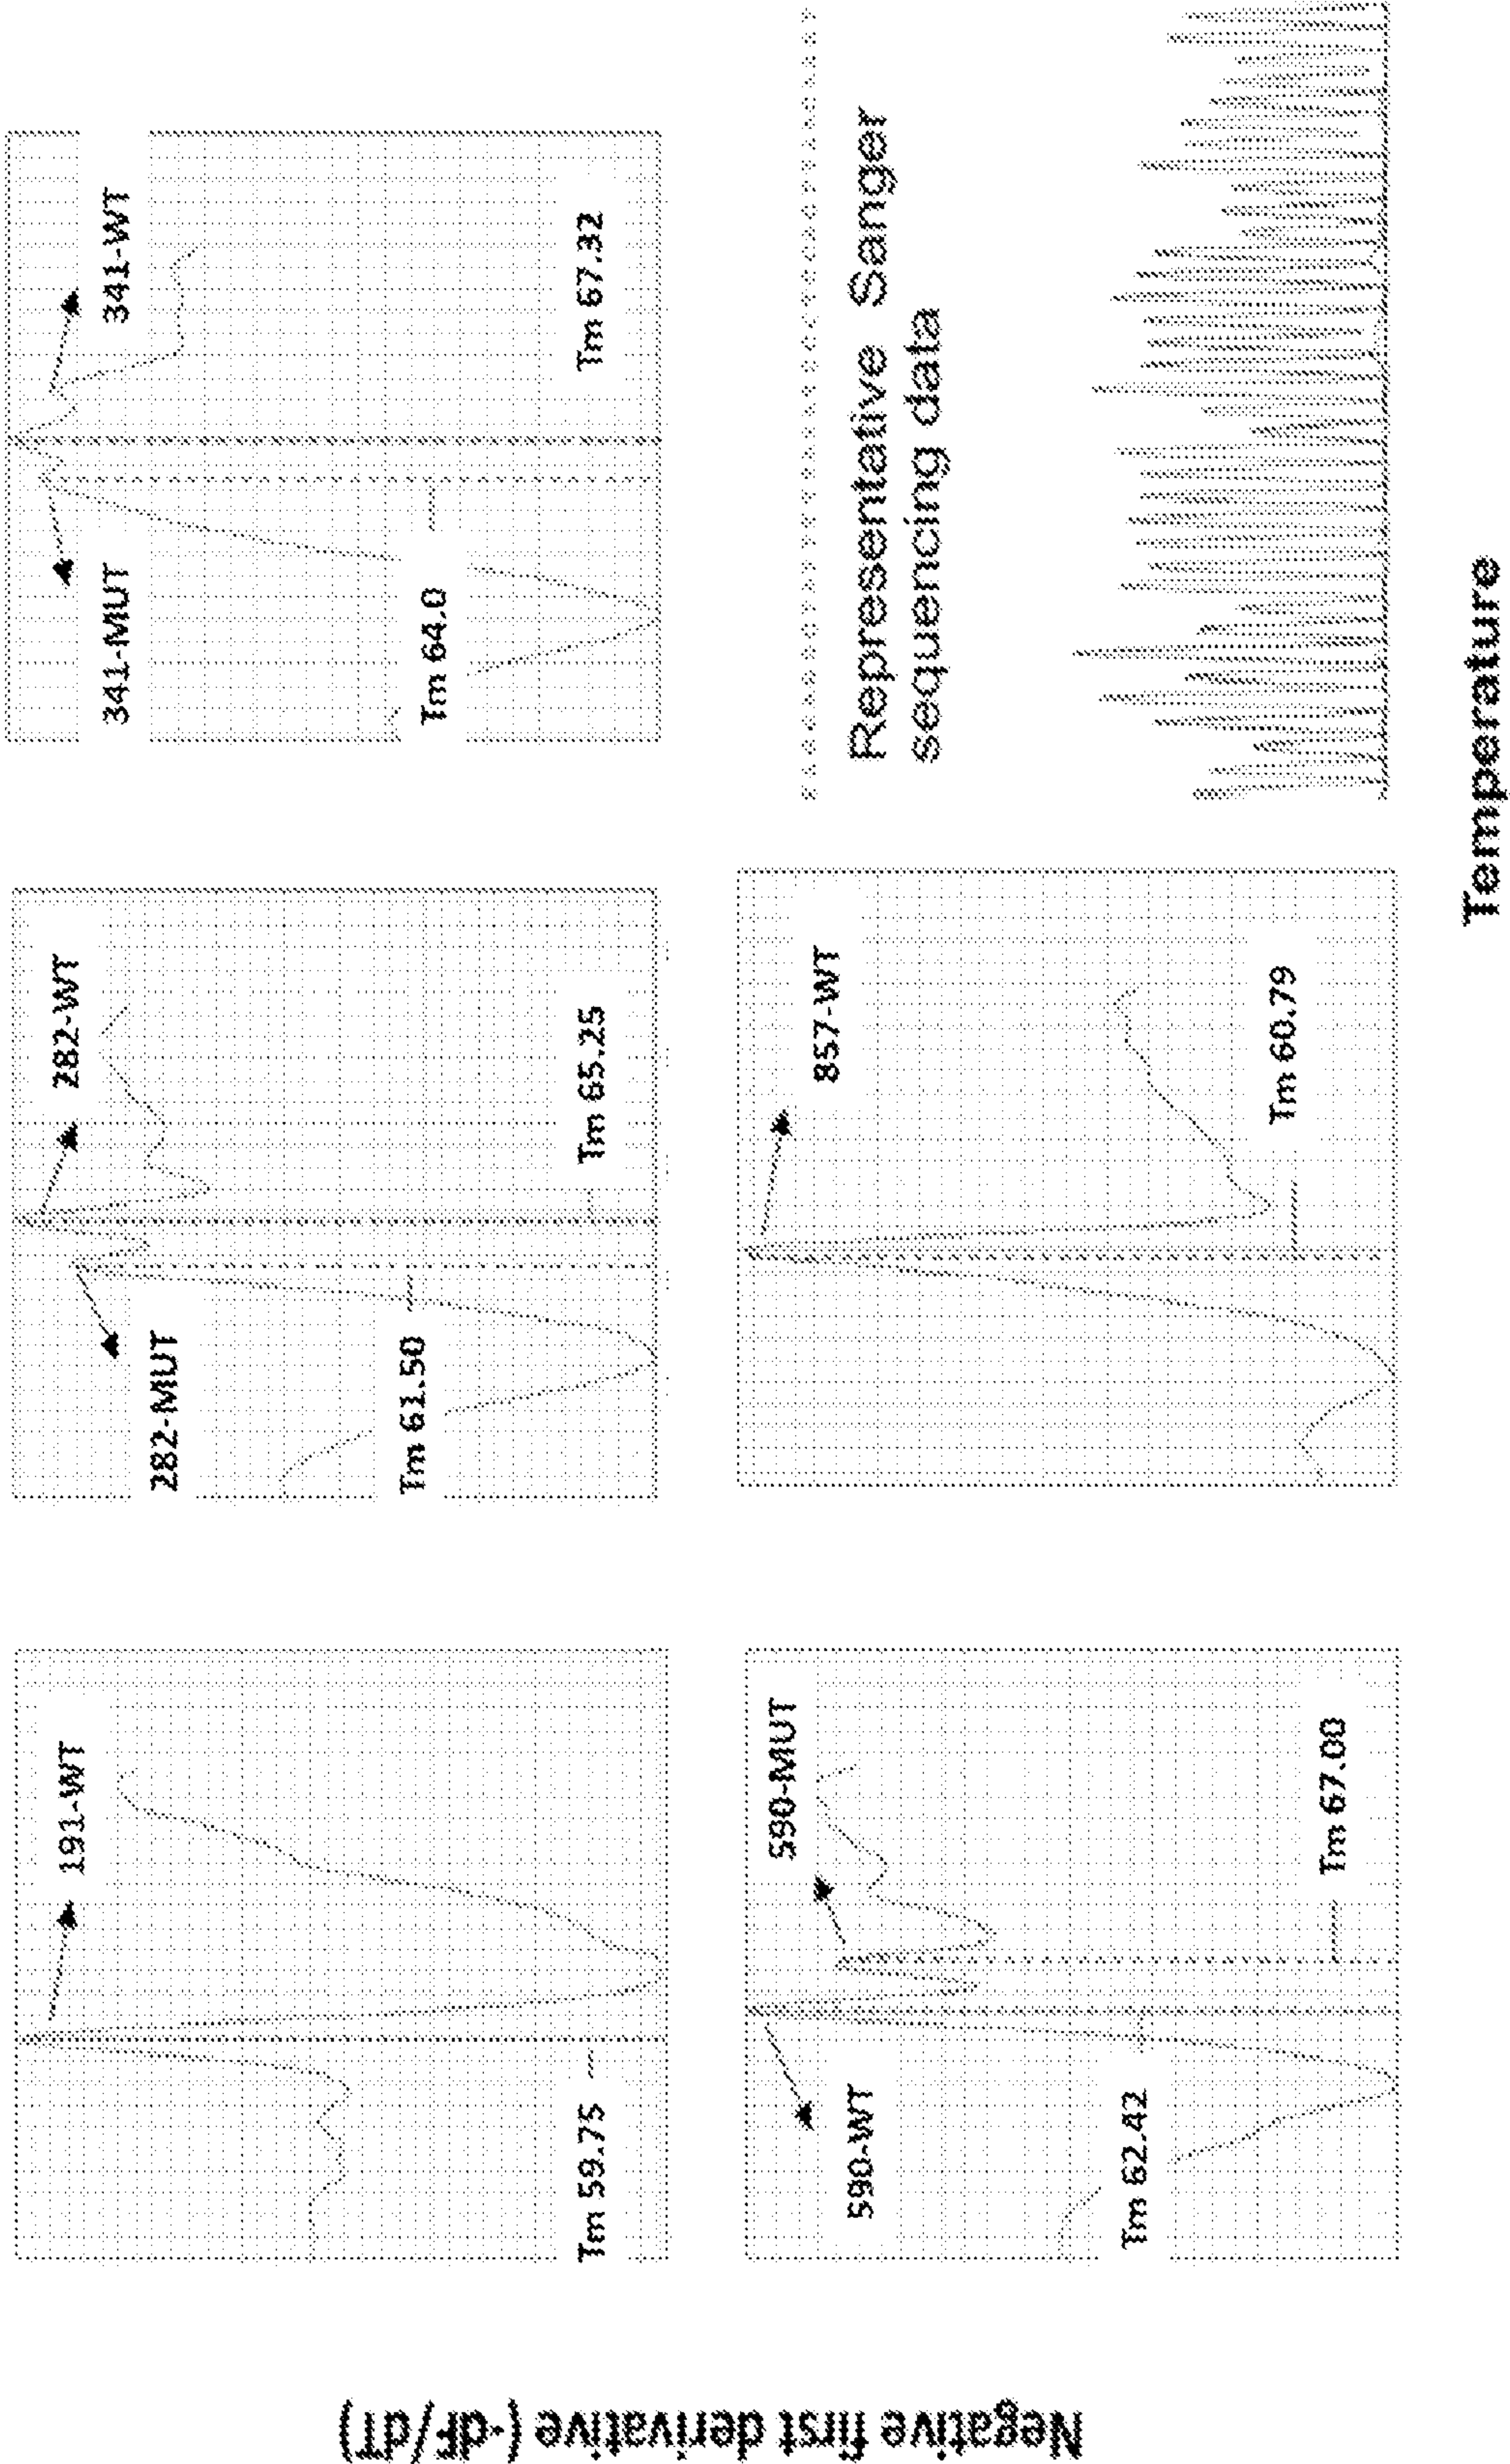 Negative first derivative (-dF/dT)
191-WT
Tm 59.75
282-WT
282-MUT
Tm 61.50
Tm 65.25
341-WT
341-MUT
Tm 64.0
Tm 67.32
590-MUT
590-WT
Tm 62.42
Tm 67.00
857-WT
Tm 60.79
Representative Sanger
sequencing data
Temperature